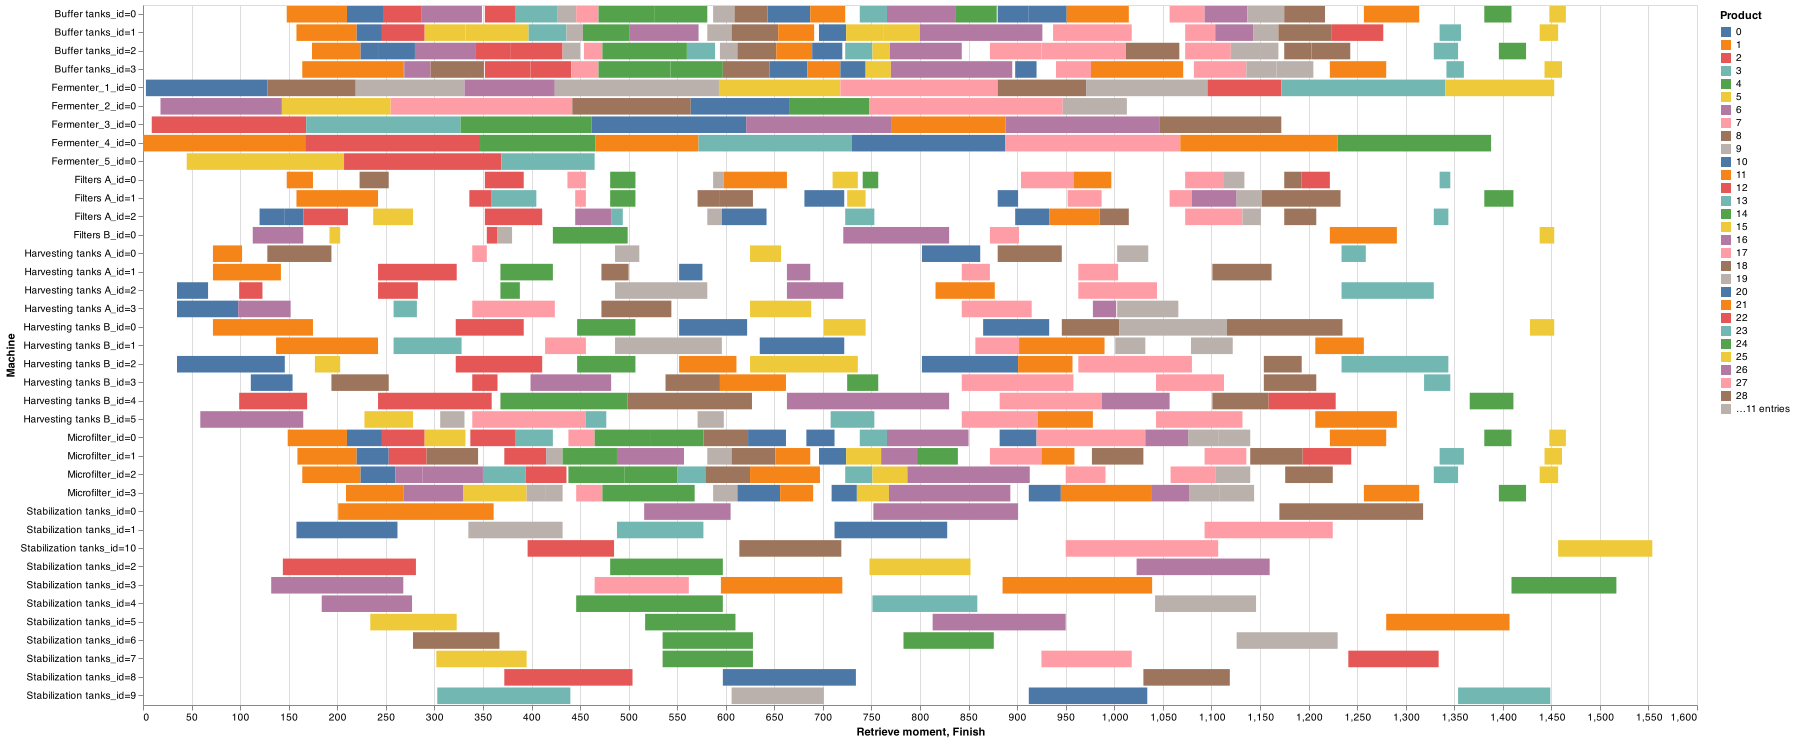 Machine
Buffer tanks_id=0
Buffer tanks_id=1
Buffer tanks_id=2
Buffer tanks_id=3
Fermenter_1_id=0
Fermenter_2_id=0
Fermenter_3_id=0
Fermenter_4_id=0
Fermenter_5_id=0
Filters A_id=0
Filters A_id=1
Filters A_id=2
Filters B_id=0
Harvesting tanks A_id=0
Harvesting tanks A_id=1
Harvesting tanks A_id=2
Harvesting tanks A_id=3
Harvesting tanks B_id=0
Harvesting tanks B_id=1
Harvesting tanks B_id=2
Harvesting tanks B_id=3
Harvesting tanks B_id=4
Harvesting tanks B_id=5
Microfilter_id=0
Microfilter_id=1
Microfilter_id=2
Microfilter_id=3
Stabilization tanks_id=0
Stabilization tanks_id=1
Stabilization tanks_id=10
Stabilization tanks_id=2
Stabilization tanks_id=3
Stabilization tanks_id=4
Stabilization tanks_id=5
Stabilization tanks_id=6
Stabilization tanks_id=7
Stabilization tanks_id=8
Stabilization tanks_id=9
0 50 100 150 200 250 300 350 400 450 500 550 600 650 700 750 800 850 900 950 1,000 1,050 1,100 1,150 1,200 1,250 1,300 1,350 1,400 1,450 1,500 1,550 1,600
Retrieve moment, Finish
Product
0
1
2
3
4
5
6
7
8
9
10
11
12
13
14
15
16
17
18
19
20
21
22
23
24
25
26
27
28
…11 entries